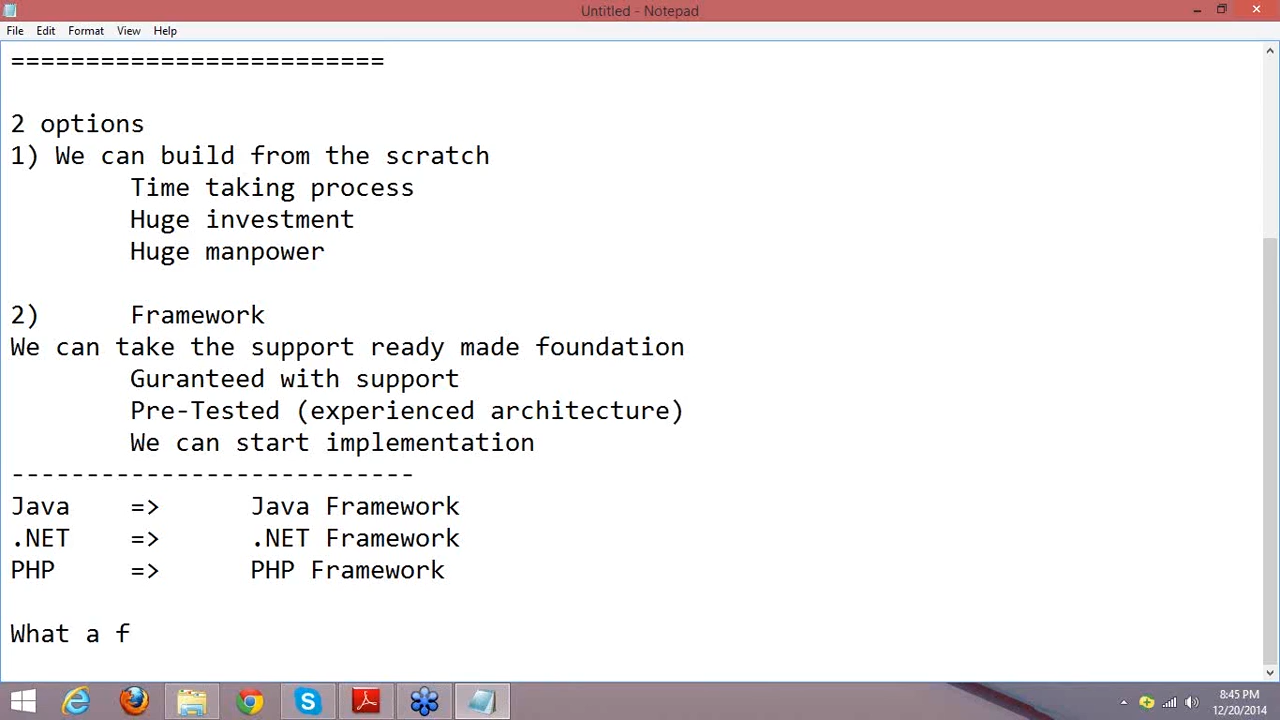 Untitled - Notepad
File Edit Format View Help
=========================
2 options
1) We can build from the scratch
Time taking process
Huge investment
Huge manpower
2) Framework
We can take the support ready made foundation
Guranteed with support
Pre-Tested (experienced architecture)
We can start implementation
---------------------------
Java => Java Framework
.NET => .NET Framework
PHP => PHP Framework
What a f
8:45 PM
12/20/2014